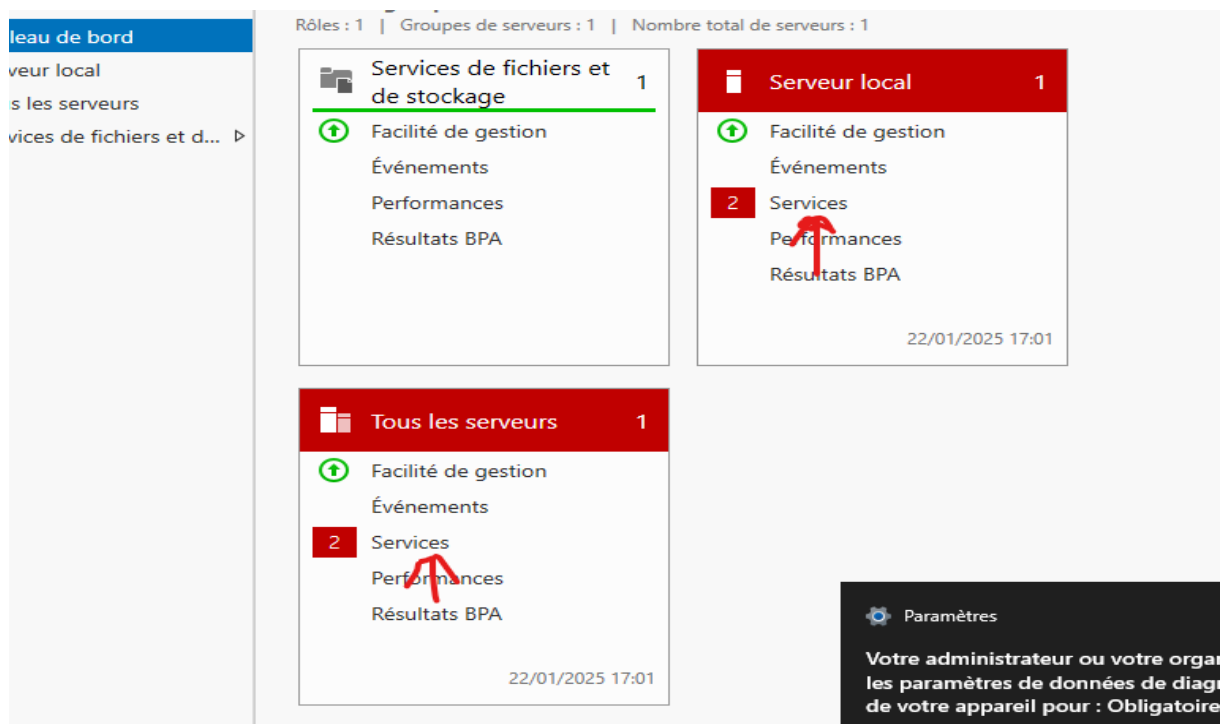 leau de bord
veur local
s les serveurs
vices de fichiers et d...
Rôles : 1 | Groupes de serveurs : 1 | Nombre total de serveurs : 1
Services de fichiers et
de stockage
1
Facilité de gestion
Événements
Performances
Résultats BPA
Serveur local
1
Facilité de gestion
Événements
2 Services
Performances
Résultats BPA
22/01/2025 17:01
Tous les serveurs
1
Facilité de gestion
Événements
2 Services
Performances
Résultats BPA
22/01/2025 17:01
Paramètres
Votre administrateur ou votre organ
les paramètres de données de diagn
de votre appareil pour : Obligatoire